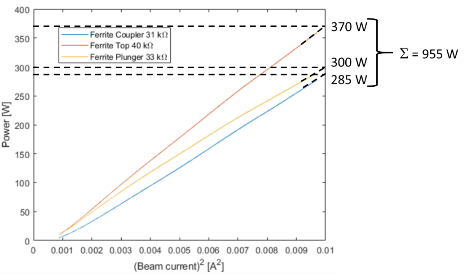 400
350
300
250
200
150
100
50
0
Power [W]
Ferrite Coupler 31 kΩ
Ferrite Top 40 kΩ
Ferrite Plunger 33 kΩ
370 W
300 W
285 W
Σ = 955 W
0 0.001 0.002 0.003 0.004 0.005 0.006 0.007 0.008 0.009 0.01
(Beam current)² [A²]